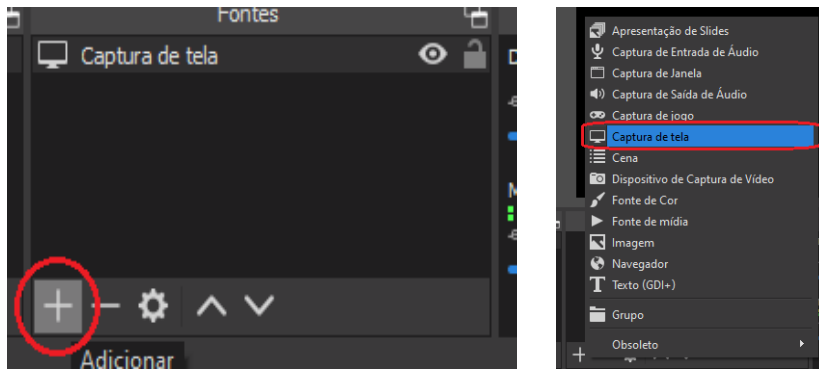 Fontes
Captura de tela
Adicionar
Apresentação de Slides
Captura de Entrada de Áudio
Captura de Janela
Captura de Saída de Áudio
Captura de jogo
Captura de tela
Cena
Dispositivo de Captura de Vídeo
Fonte de Cor
Fonte de mídia
Imagem
Navegador
Texto (GDI+)
Grupo
Obsoleto